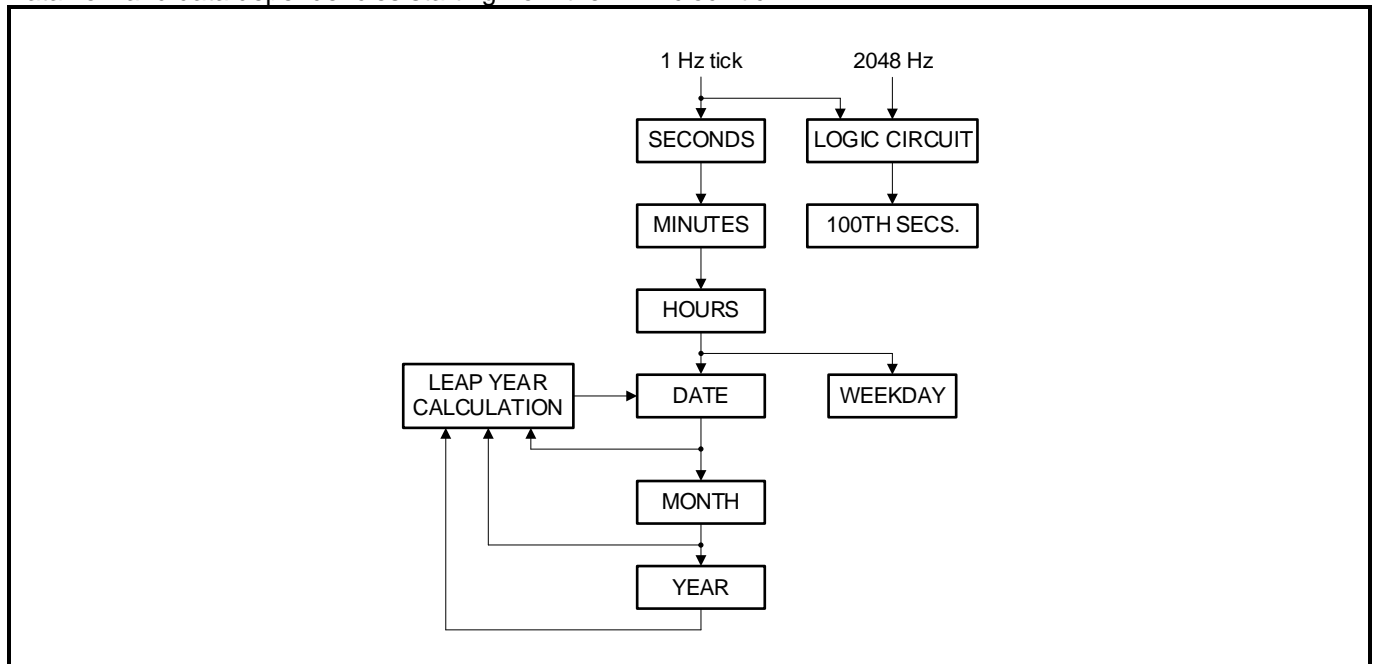 1 Hz tick
2048 Hz
SECONDS
LOGIC CIRCUIT
MINUTES
100TH SECS.
HOURS
LEAP YEAR
CALCULATION
DATE
WEEKDAY
MONTH
YEAR